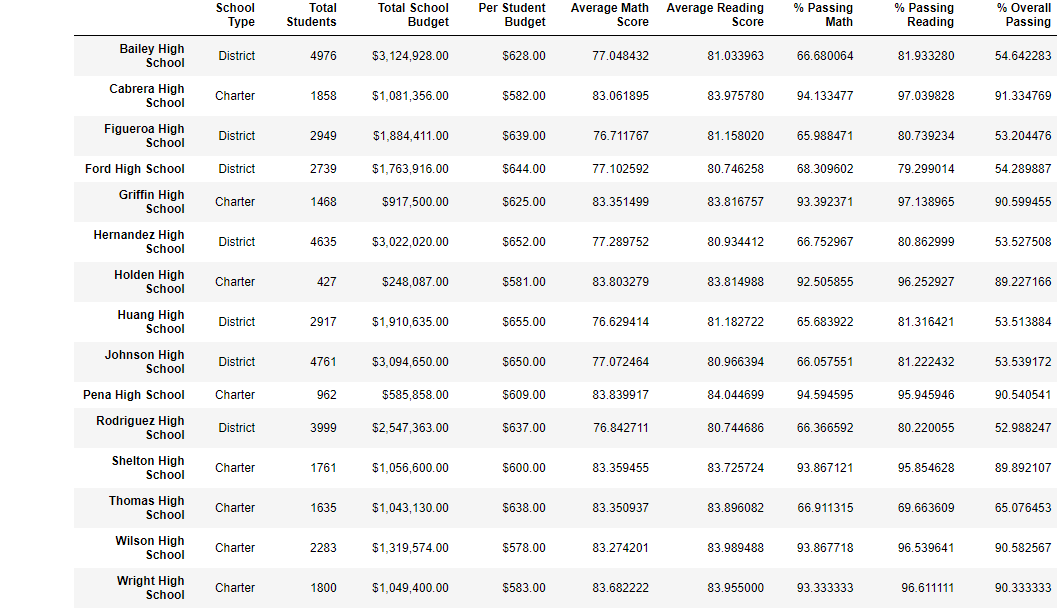 School Type Total Students Total School Budget Per Student Budget Average Math Score Average Reading Score % Passing Math % Passing Reading % Overall Passing
Bailey High School District 4976 $3,124,928.00 $628.00 77.048432 81.033963 66.680064 81.933280 54.642283
Cabrera High School Charter 1858 $1,081,356.00 $582.00 83.061895 83.975780 94.133477 97.039828 91.334769
Figueroa High School District 2949 $1,884,411.00 $639.00 76.711767 81.158020 65.988471 80.739234 53.204476
Ford High School District 2739 $1,763,916.00 $644.00 77.102592 80.746258 68.309602 79.299014 54.289887
Griffin High School Charter 1468 $917,500.00 $625.00 83.351499 83.816757 93.392371 97.138965 90.599455
Hernandez High School District 4635 $3,022,020.00 $652.00 77.289752 80.934412 66.752967 80.862999 53.527508
Holden High School Charter 427 $248,087.00 $581.00 83.803279 83.814988 92.505855 96.252927 89.227166
Huang High School District 2917 $1,910,635.00 $655.00 76.629414 81.182722 65.683922 81.316421 53.513884
Johnson High School District 4761 $3,094,650.00 $650.00 77.072464 80.966394 66.057551 81.222432 53.539172
Pena High School Charter 962 $585,858.00 $609.00 83.839917 84.044699 94.594595 95.945946 90.540541
Rodriguez High School District 3999 $2,547,363.00 $637.00 76.842711 80.744686 66.366592 80.220055 52.988247
Shelton High School Charter 1761 $1,056,600.00 $600.00 83.359455 83.725724 93.867121 95.854628 89.892107
Thomas High School Charter 1635 $1,043,130.00 $638.00 83.350937 83.896082 66.911315 69.663609 65.076453
Wilson High School Charter 2283 $1,319,574.00 $578.00 83.274201 83.989488 93.867718 96.539641 90.582567
Wright High School Charter 1800 $1,049,400.00 $583.00 83.682222 83.955000 93.333333 96.611111 90.333333